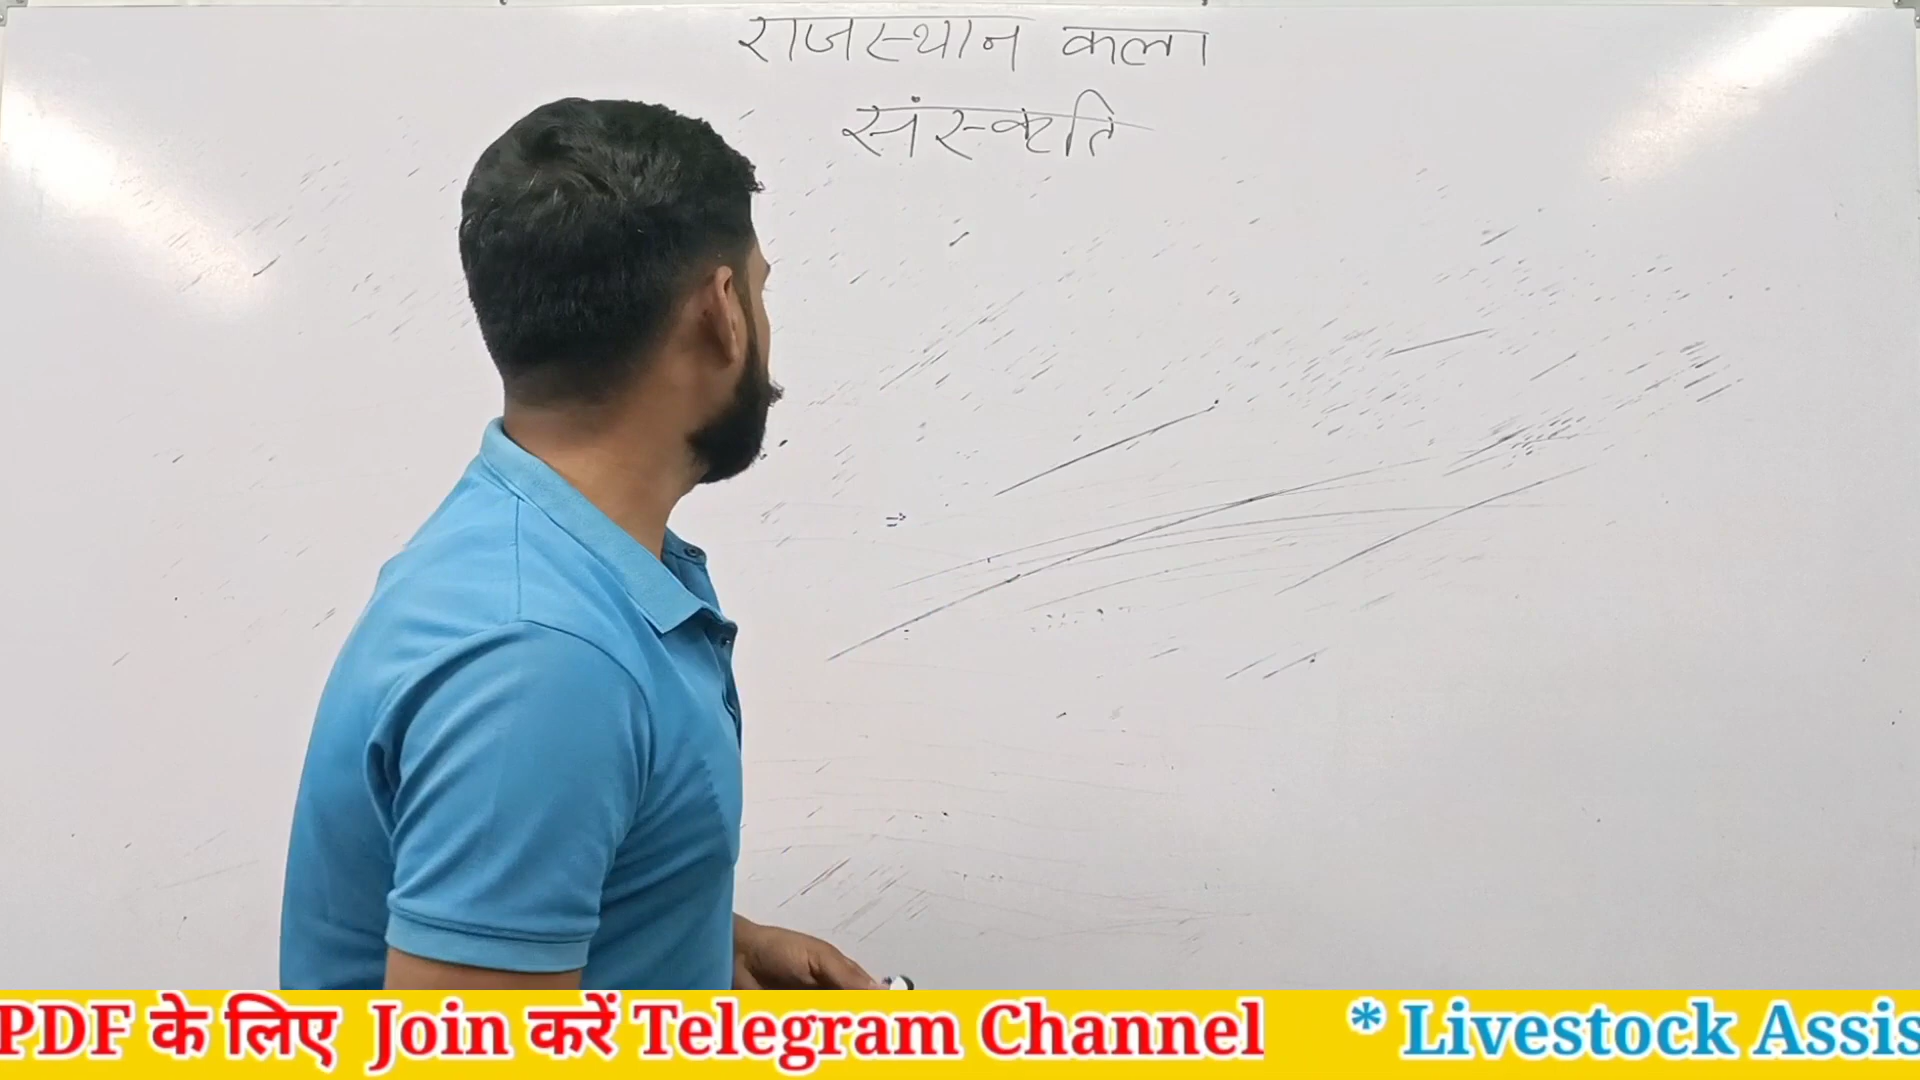 राजस्थान कला
संस्कृति
PDF के लिए Join करें Telegram Channel * Livestock Assis